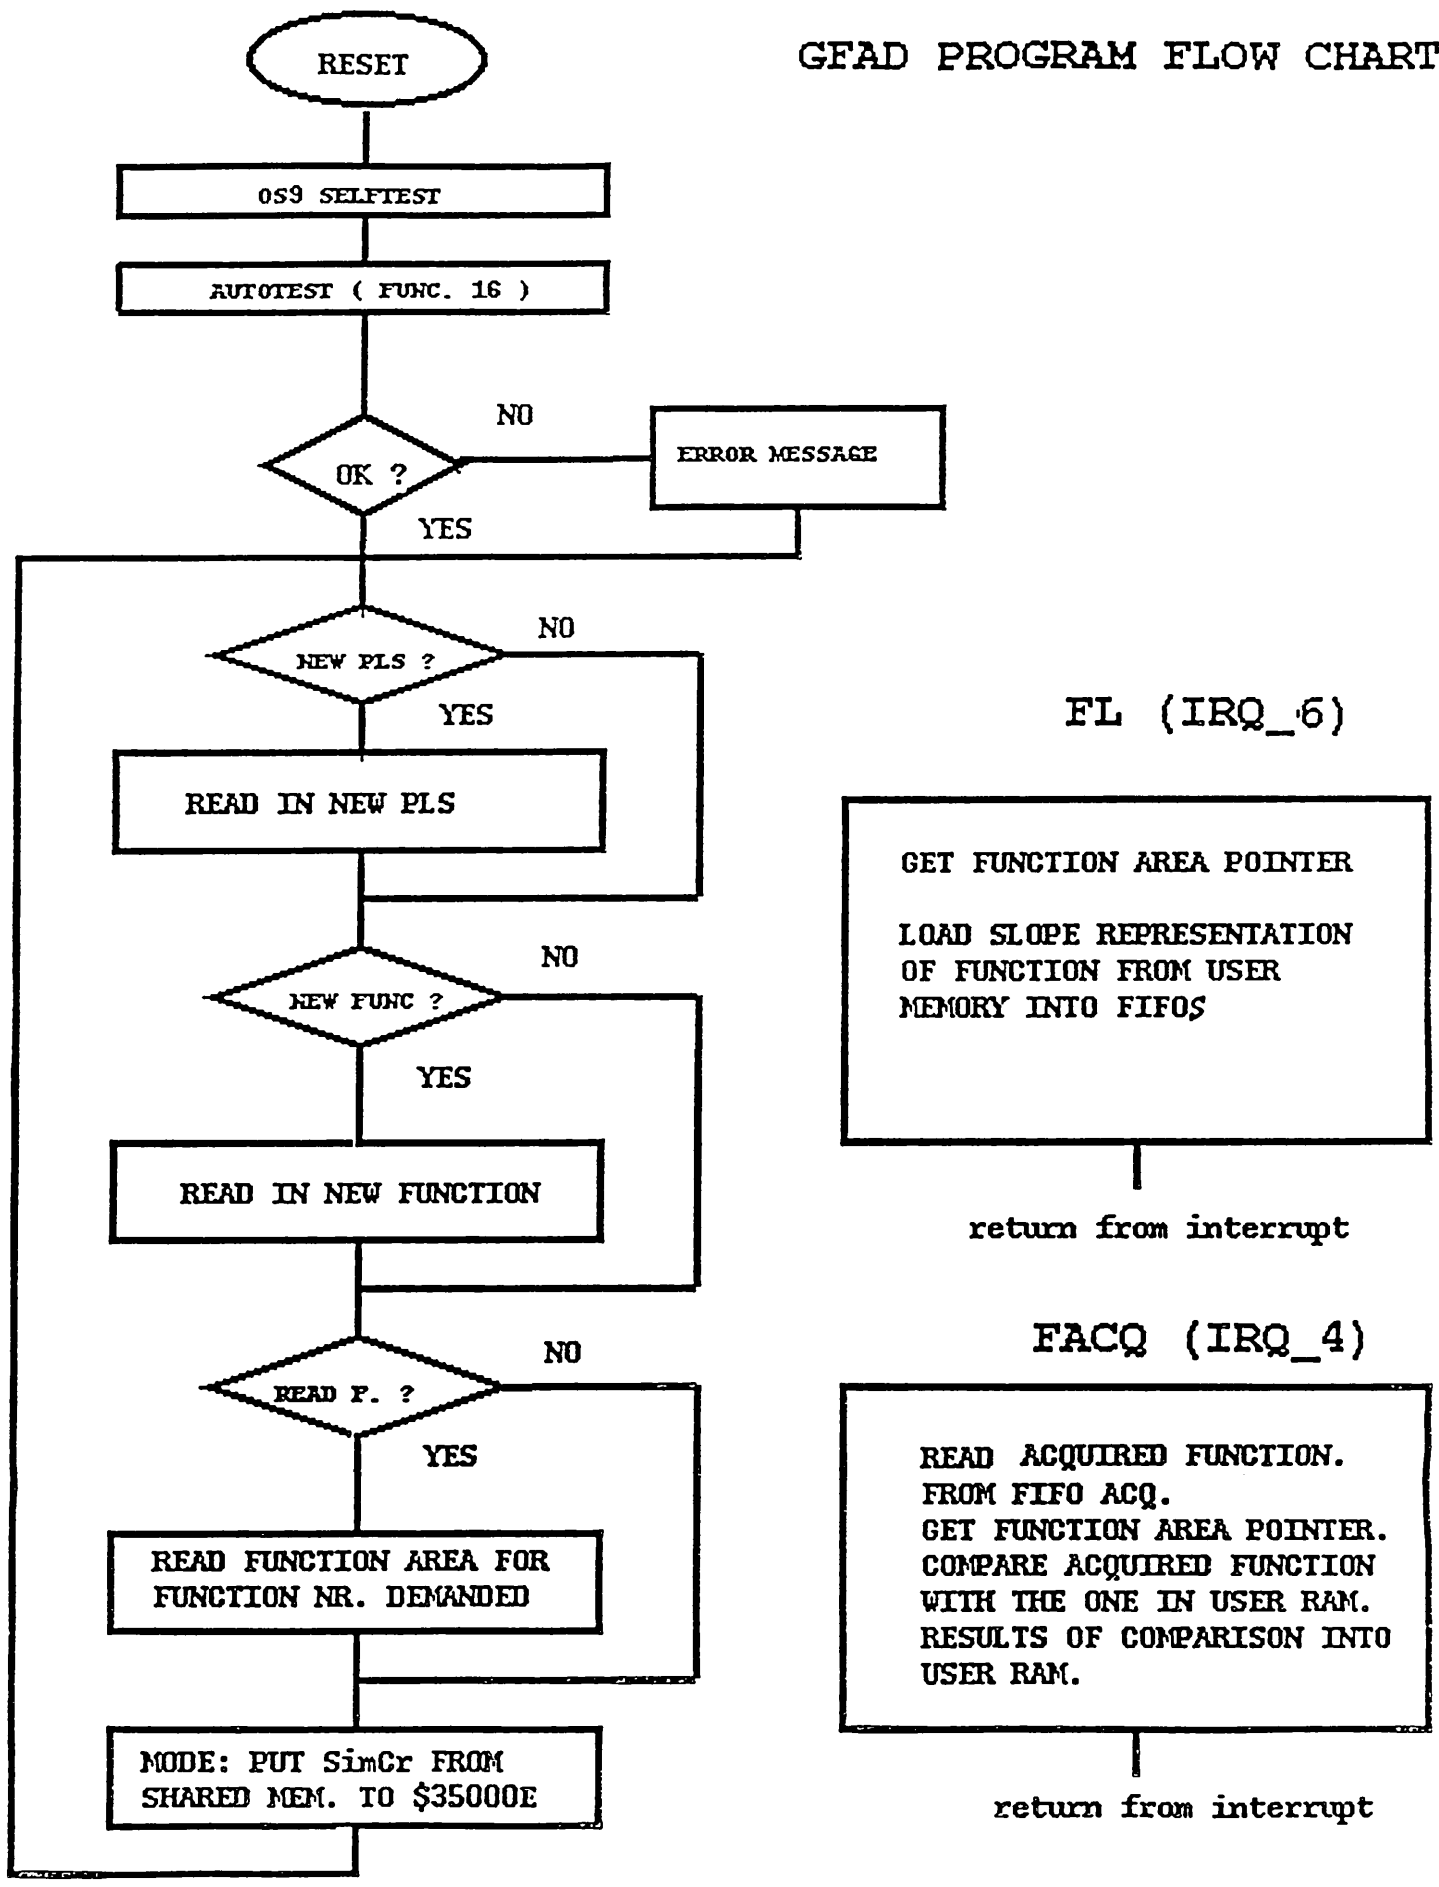 GFAD PROGRAM FLOW CHART
RESET
OS9 SELFTEST
AUTOTEST ( FUNC. 16 )
OK ?
NO
ERROR MESSAGE
YES
NEW PLS ?
NO
YES
READ IN NEW PLS
NEW FUNC ?
NO
YES
READ IN NEW FUNCTION
READ F. ?
NO
YES
READ FUNCTION AREA FOR
FUNCTION NR. DEMANDED
MODE: PUT SimCr FROM
SHARED MEM. TO $35000E
FL (IRQ_6)
GET FUNCTION AREA POINTER
LOAD SLOPE REPRESENTATION
OF FUNCTION FROM USER
MEMORY INTO FIFOS
return from interrupt
FACQ (IRQ_4)
READ ACQUIRED FUNCTION.
FROM FIFO ACQ.
GET FUNCTION AREA POINTER.
COMPARE ACQUIRED FUNCTION
WITH THE ONE IN USER RAM.
RESULTS OF COMPARISON INTO
USER RAM.
return from interrupt